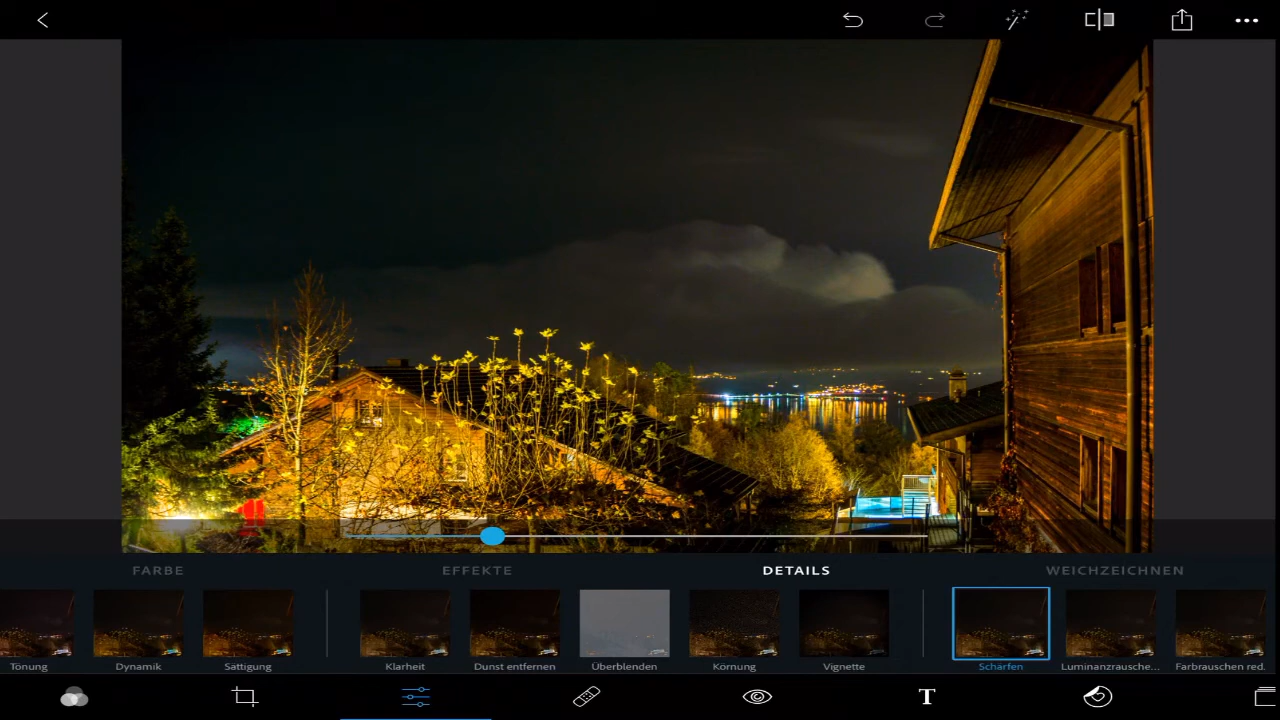 FARBE EFFEKTE DETAILS WEICHZEICHNEN
Tönung Dynamik Sättigung Klarheit Dunst entfernen Überblenden Körnung Vignette Schärfen Luminanzrausche... Farbrauschen red.
T